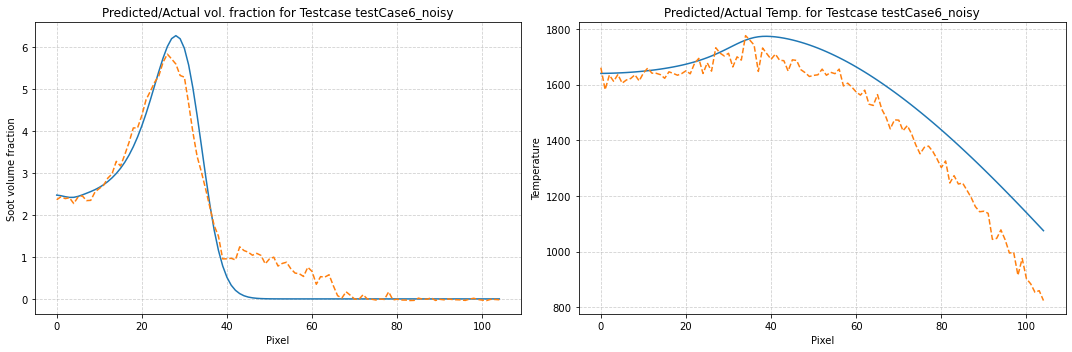 Predicted/Actual vol. fraction for Testcase testCase6_noisy
6
5
4
3
2
1
0
Soot volume fraction
0 20 40 60 80 100
Pixel
Predicted/Actual Temp. for Testcase testCase6_noisy
1800
1600
1400
1200
1000
800
Temperature
0 20 40 60 80 100
Pixel